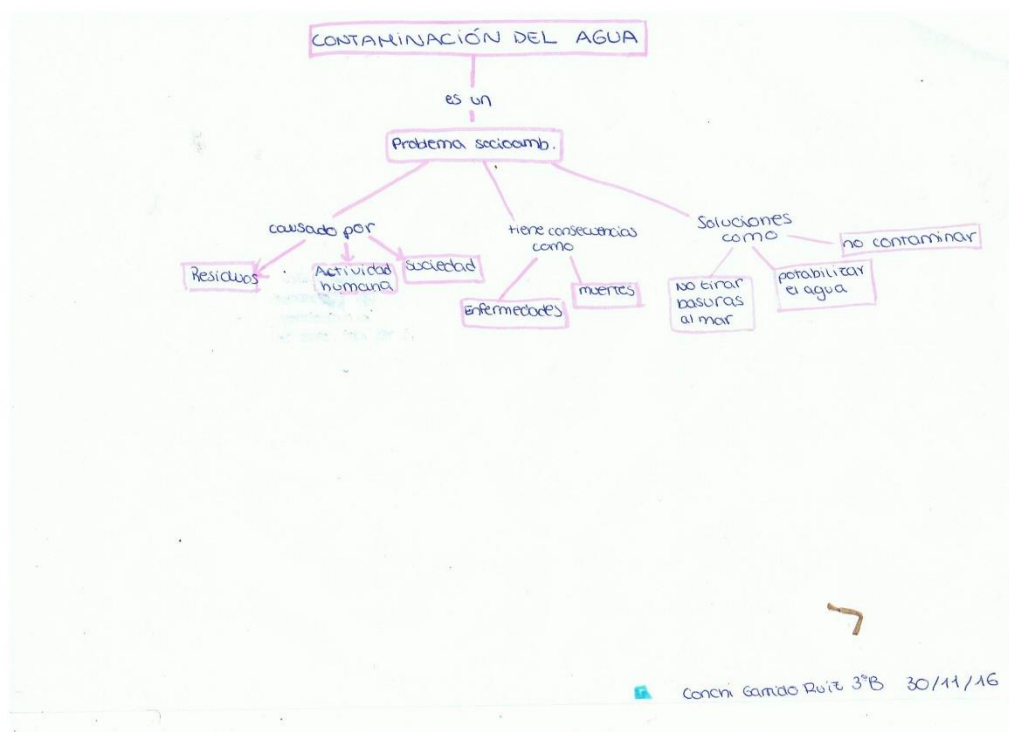 CONTAMINACIÓN DEL AGUA
es un
Problema socioamb.
causado por
Residuos
Actividad
humana
Sociedad
tiene consecuencias
como
Enfermedades
muertes
Soluciones
como
No tirar
basuras
al mar
potabilizar
el agua
no contaminar
Conchi Garrido Ruiz 3ºB 30/11/16